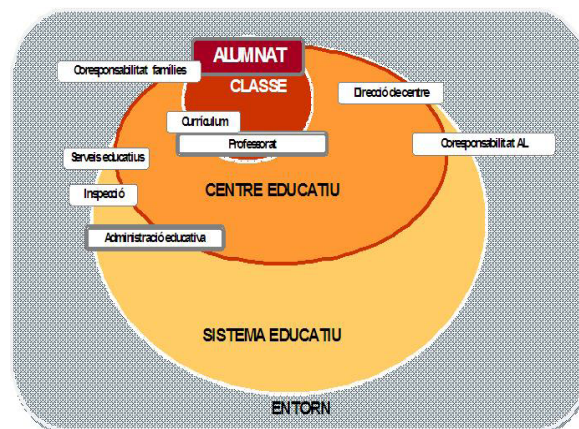 ALUMNAT
Coresponsabilitat famílies
CLASSE
Direcció de centre
Currículum
Professorat
Coresponsabilitat AL
Serveis educatius
CENTRE EDUCATIU
Inspecció
Administració educativa
SISTEMA EDUCATIU
ENTORN